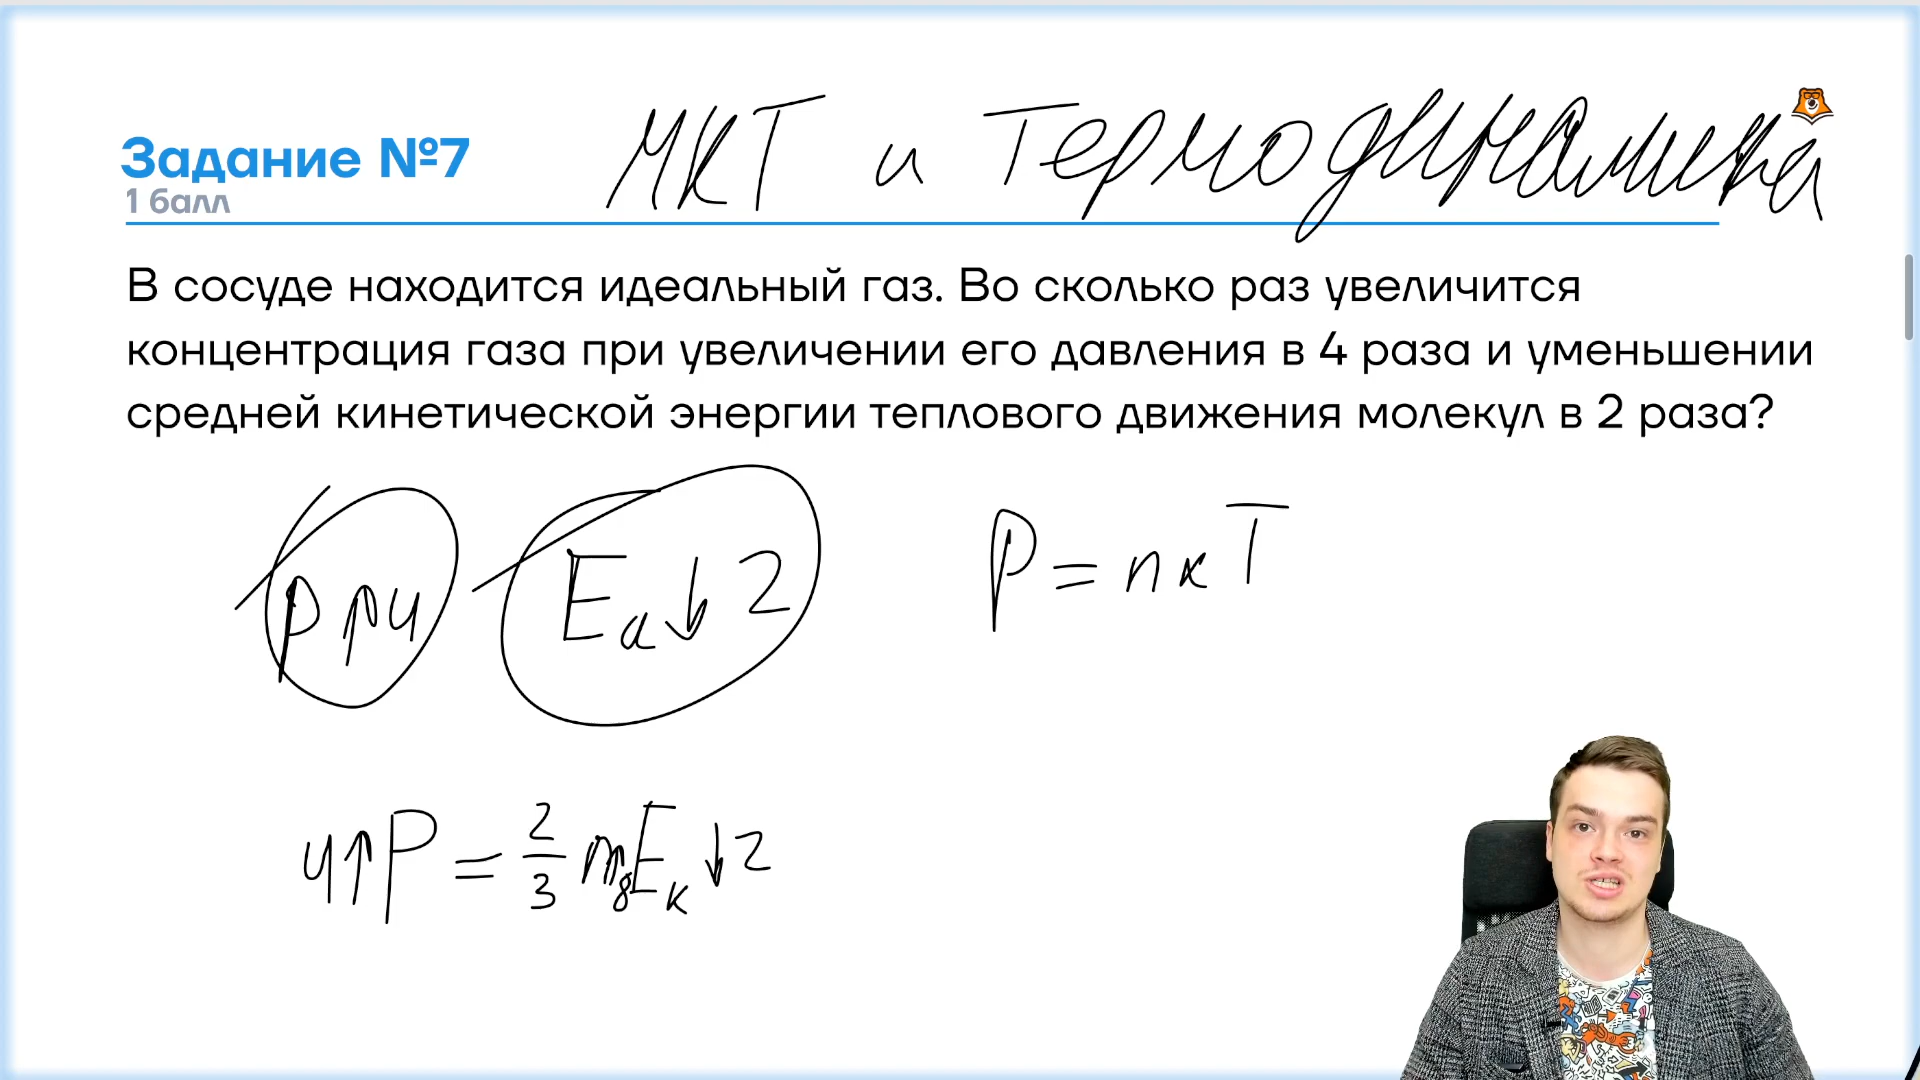 Задание №7
МКТ и Термодинамика
1 балл
В сосуде находится идеальный газ. Во сколько раз увеличится
концентрация газа при увеличении его давления в 4 раза и уменьшении
средней кинетической энергии теплового движения молекул в 2 раза?
p ↑ 4 Eк ↓ 2 P = nкT
4↑P = 2/3 n8Eк ↓2